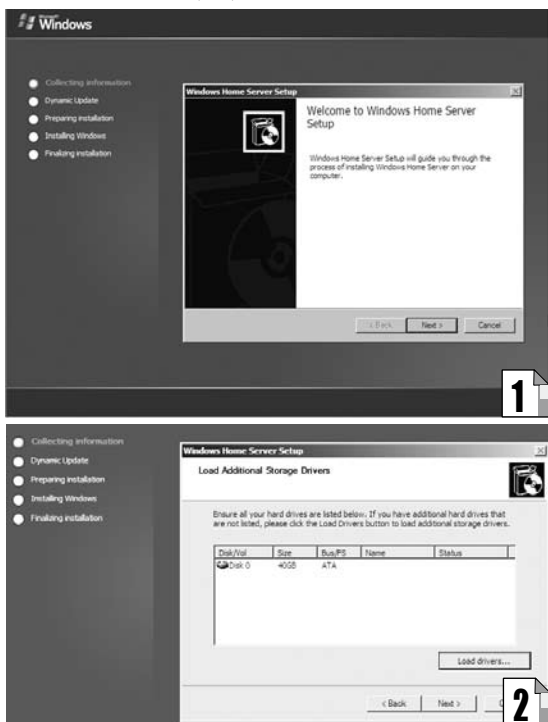 Microsoft
Windows
Collecting information
Dynamic Update
Preparing installation
Installing Windows
Finalizing installation
Windows Home Server Setup
Welcome to Windows Home Server
Setup
Windows Home Server Setup will guide you through the
process of installing Windows Home Server on your
computer.
< Back
Next >
Cancel
1
Collecting information
Dynamic Update
Preparing installation
Installing Windows
Finalizing installation
Windows Home Server Setup
Load Additional Storage Drivers
Ensure all your hard drives are listed below. If you have additional hard drives that
are not listed, please click the Load Drivers button to load additional storage drivers.
Disk/Vol Size Bus/FS Name Status
Disk 0 40GB ATA
Load drivers...
< Back
Next >
2